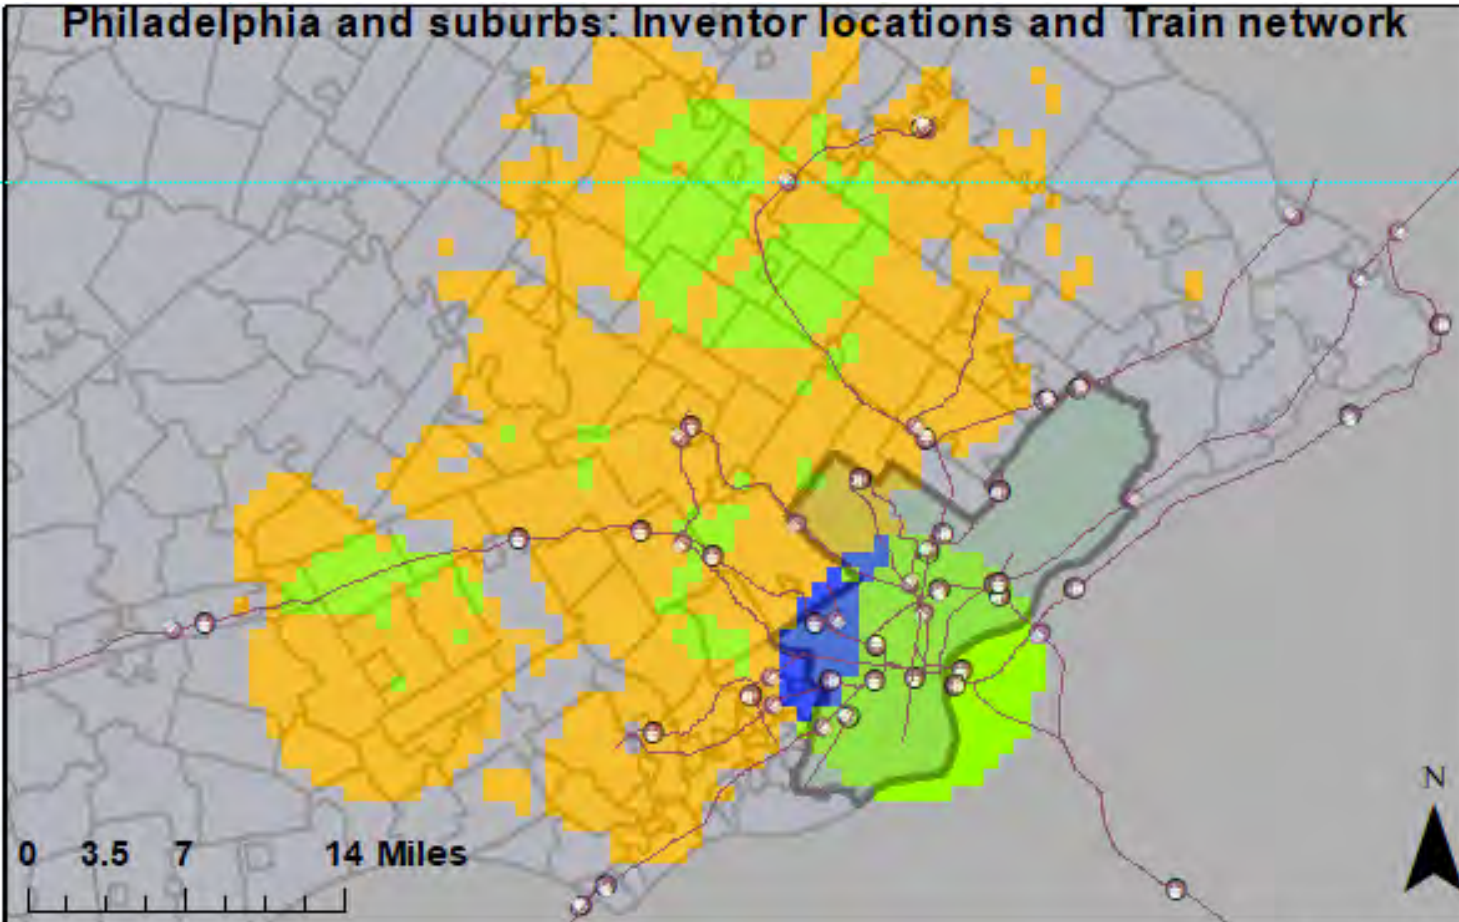 Philadelphia and suburbs: Inventor locations and Train network
N
0 3.5 7 14 Miles